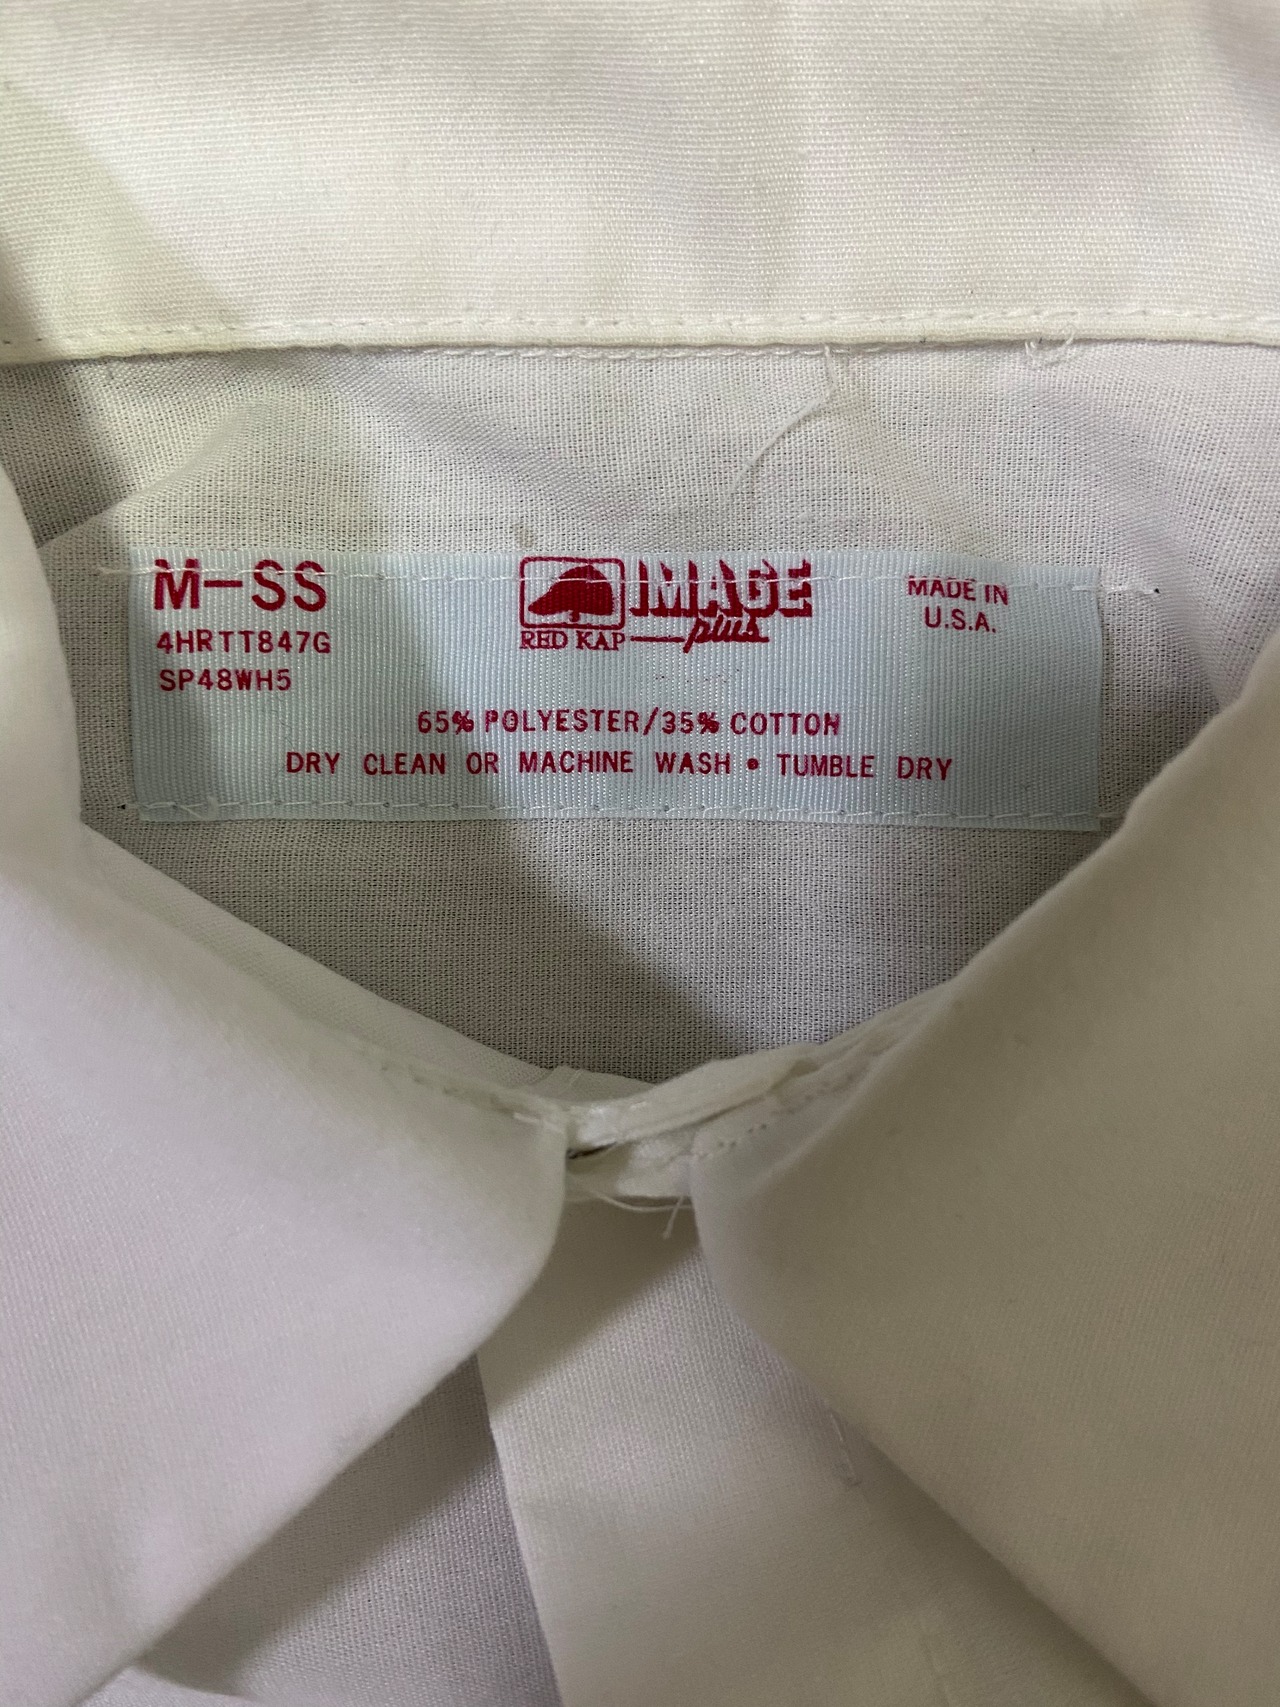 M-SS
4HRTT847G
SP48WH5
RED KAP
IMAGE
plus
MADE IN
U.S.A.
65% POLYESTER/35% COTTON
DRY CLEAN OR MACHINE WASH • TUMBLE DRY